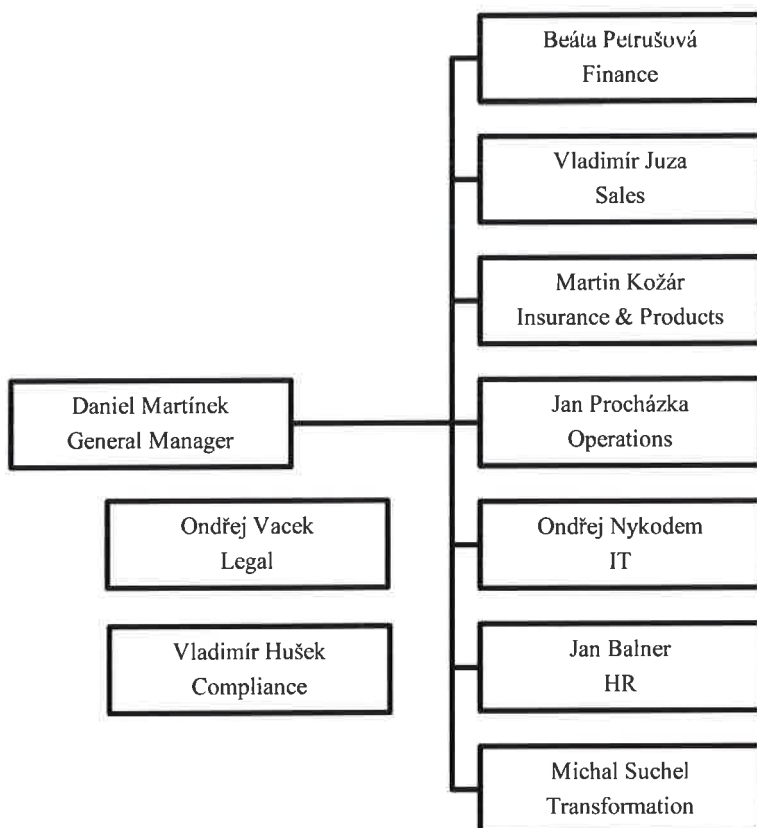 Beáta Petrušová
Finance
Vladimír Juza
Sales
Martin Kožár
Insurance & Products
Daniel Martínek
General Manager
Jan Procházka
Operations
Ondřej Vacek
Legal
Ondřej Nykodem
IT
Vladimír Hušek
Compliance
Jan Balner
HR
Michal Suchel
Transformation